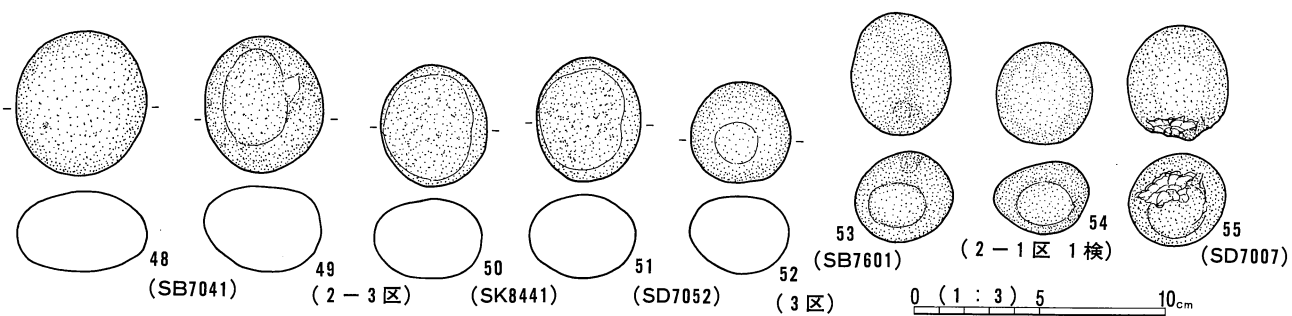 48
(SB7041)
49
(2-3区)
50
(SK8441)
51
(SD7052)
52
(3区)
53
(SB7601)
54
(2-1区 1検)
55
(SD7007)
0 (1:3) 5 10cm